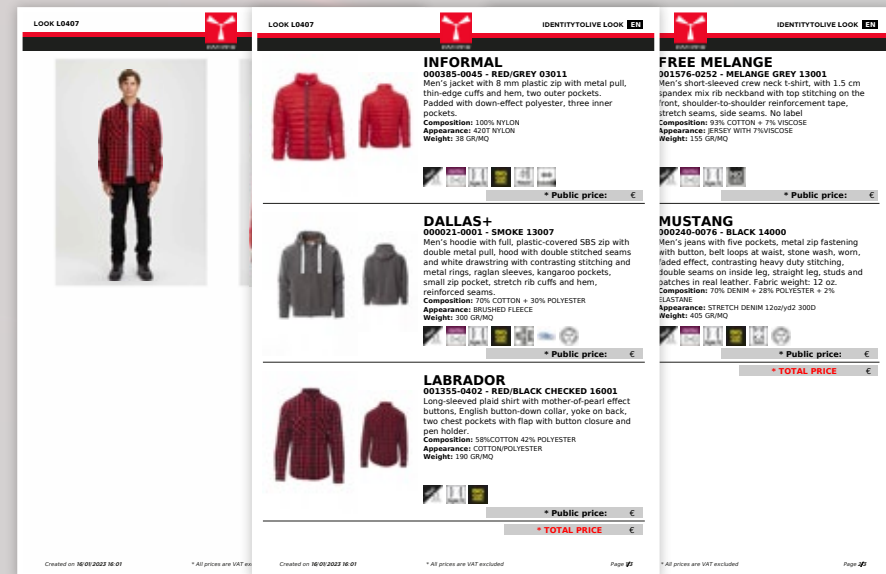 LOOK L0407
Created on 16/01/2023 16:01
* All prices are VAT
LOOK L0407
IDENTITYTOLIVE LOOK EN
INFORMAL
000385-0045 - RED/GREY 03011
Men's jacket with 8 mm plastic zip with metal pull,
thin-edge cuffs and hem, two outer pockets.
Padded with down-effect polyester, three inner
pockets.
Composition: 100% NYLON
Appearance: 420T NYLON
Weight: 38 GR/MQ
* Public price: €
DALLAS+
000021-0001 - SMOKE 13007
Men's hoodie with full, plastic-covered SBS zip with
double metal pull, hood with double stitched seams
and white drawstring with contrasting stitching and
metal rings, raglan sleeves, kangaroo pockets,
small zip pocket, stretch rib cuffs and hem,
reinforced seams.
Composition: 70% COTTON + 30% POLYESTER
Appearance: BRUSHED FLEECE
Weight: 300 GR/MQ
* Public price: €
LABRADOR
001355-0402 - RED/BLACK CHECKED 16001
Long-sleeved plaid shirt with mother-of-pearl effect
buttons, English button-down collar, yoke on back,
two chest pockets with flap with button closure and
pen holder.
Composition: 58%COTTON 42% POLYESTER
Appearance: COTTON/POLYESTER
Weight: 190 GR/MQ
* Public price: €
* TOTAL PRICE €
Created on 16/01/2023 16:01
* All prices are VAT excluded
Page
IDENTITYTOLIVE LOOK EN
FREE MELANGE
001576-0252 - MELANGE GREY 13001
Men's short-sleeved crew neck t-shirt, with 1.5 cm
spandex mix rib neckband with top stitching on the
front, shoulder-to-shoulder reinforcement tape,
stretch seams, side seams. No label
Composition: 93% COTTON + 7% VISCOSE
Appearance: JERSEY WITH 7%VISCOSE
Weight: 155 GR/MQ
* Public price: €
MUSTANG
000240-0076 - BLACK 14000
Men's jeans with five pockets, metal zip fastening
with button, belt loops at waist, stone wash, worn,
faded effect, contrasting heavy duty stitching,
double seams on inside leg, straight leg, studs and
patches in real leather. Fabric weight: 12 oz.
Composition: 70% DENIM + 28% POLYESTER + 2%
ELASTANE
Appearance: STRETCH DENIM 12oz/yd2 300D
Weight: 405 GR/MQ
* Public price: €
* TOTAL PRICE €
* All prices are VAT excluded
Page